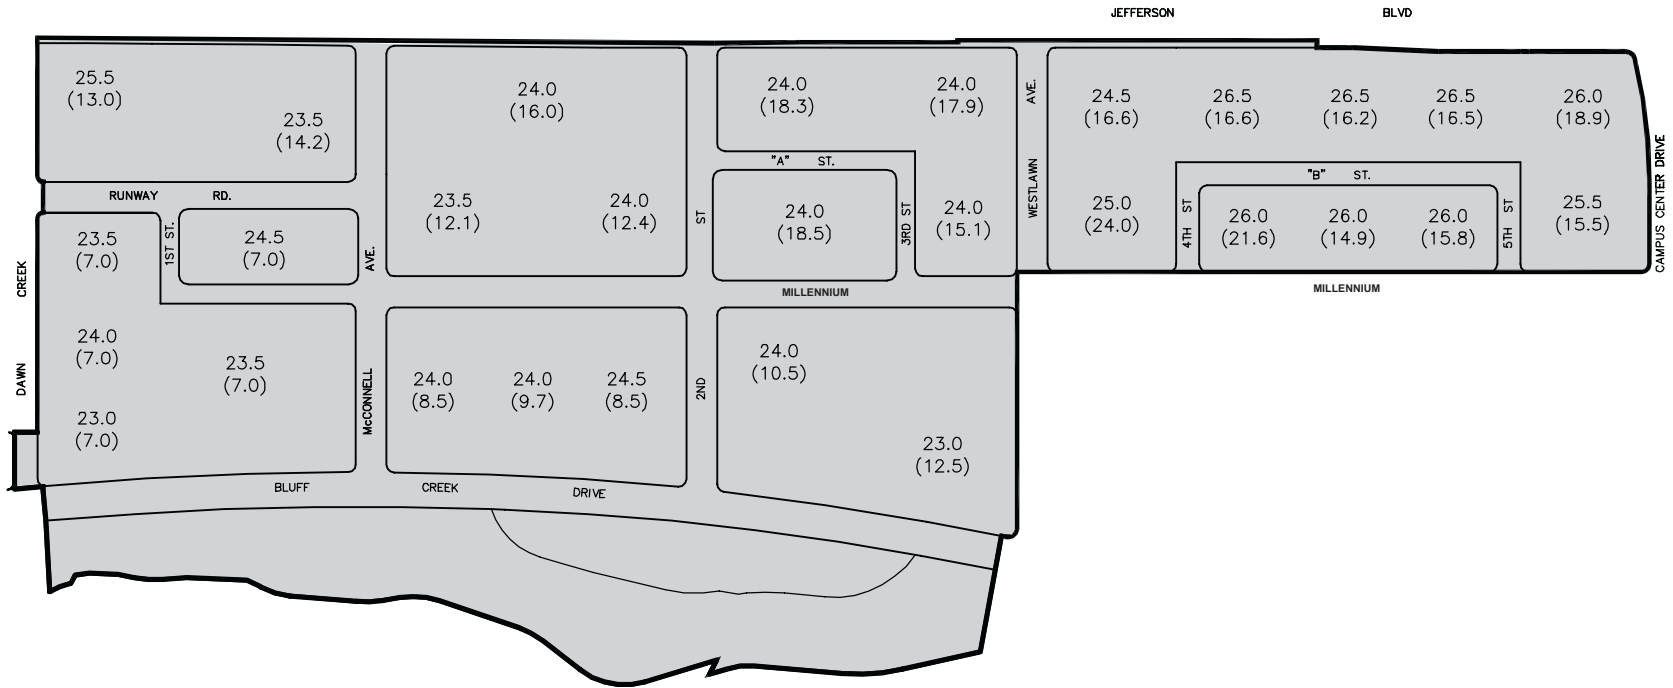 JEFFERSON BLVD
25.5
(13.0)
23.5
(14.2)
24.0
(16.0)
24.0
(18.3)
24.0
(17.9)
AVE.
24.5
(16.6)
26.5
(16.6)
26.5
(16.2)
26.5
(16.5)
26.0
(18.9)
RUNWAY RD.
23.5
(12.1)
24.0
(12.4)
"A" ST.
WESTLAWN
"B" ST.
CAMPUS CENTER DRIVE
23.5
(7.0)
1ST ST.
24.5
(7.0)
AVE.
ST
24.0
(18.5)
3RD ST
24.0
(15.1)
25.0
(24.0)
4TH ST
26.0
(21.6)
26.0
(14.9)
26.0
(15.8)
5TH ST
25.5
(15.5)
CREEK
MILLENNIUM
MILLENNIUM
DAWN
24.0
(7.0)
23.5
(7.0)
23.0
(7.0)
McCONNELL
24.0
(8.5)
24.0
(9.7)
24.5
(8.5)
2ND
24.0
(10.5)
23.0
(12.5)
BLUFF CREEK DRIVE